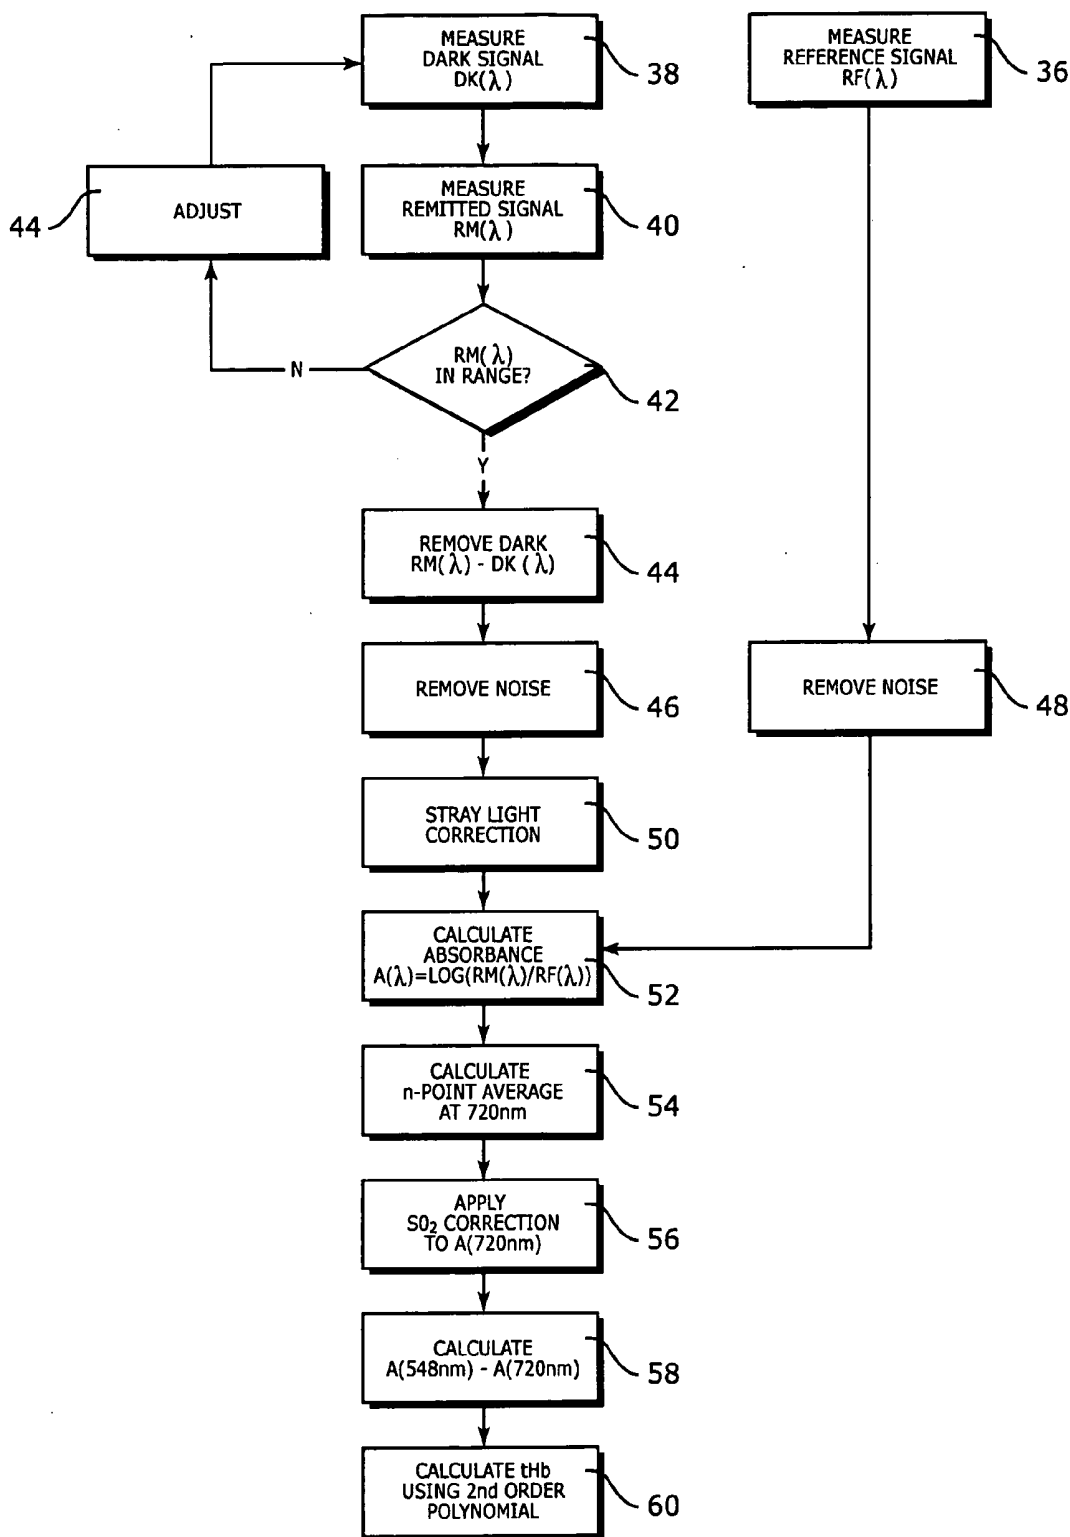 MEASURE
DARK SIGNAL
DK(λ)
38
MEASURE
REFERENCE SIGNAL
RF(λ)
36
44
ADJUST
MEASURE
REMITTED SIGNAL
RM(λ)
40
N
RM(λ)
IN RANGE?
42
Y
REMOVE DARK
RM(λ) - DK (λ)
44
REMOVE NOISE
46
REMOVE NOISE
48
STRAY LIGHT
CORRECTION
50
CALCULATE
ABSORBANCE
A(λ)=LOG(RM(λ)/RF(λ))
52
CALCULATE
n-POINT AVERAGE
AT 720nm
54
APPLY
SO₂ CORRECTION
TO A(720nm)
56
CALCULATE
A(548nm) - A(720nm)
58
CALCULATE tHb
USING 2nd ORDER
POLYNOMIAL
60